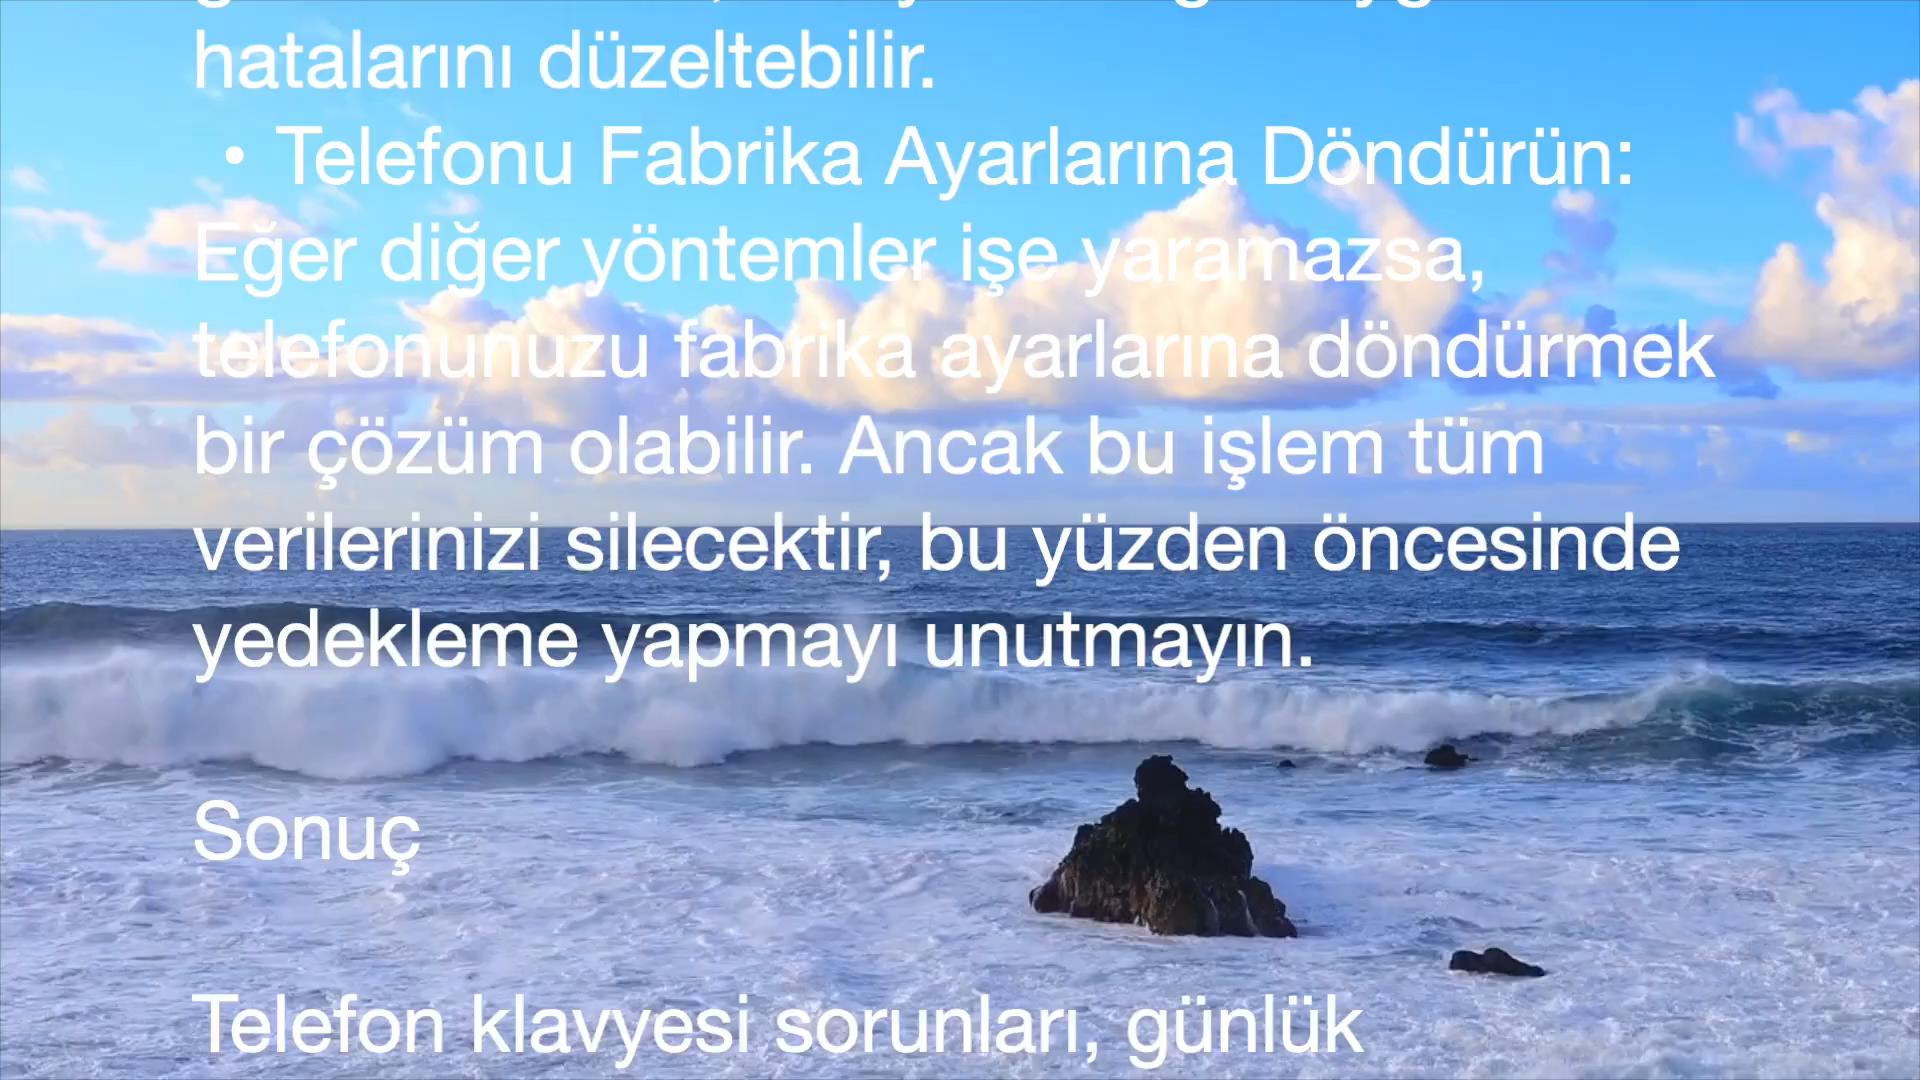 hatalarını düzeltebilir.
• Telefonu Fabrika Ayarlarına Döndürün:
Eğer diğer yöntemler işe yaramazsa,
telefonunuzu fabrika ayarlarına döndürmek
bir çözüm olabilir. Ancak bu işlem tüm
verilerinizi silecektir, bu yüzden öncesinde
yedekleme yapmayı unutmayın.
Sonuç
Telefon klavyesi sorunları, günlük